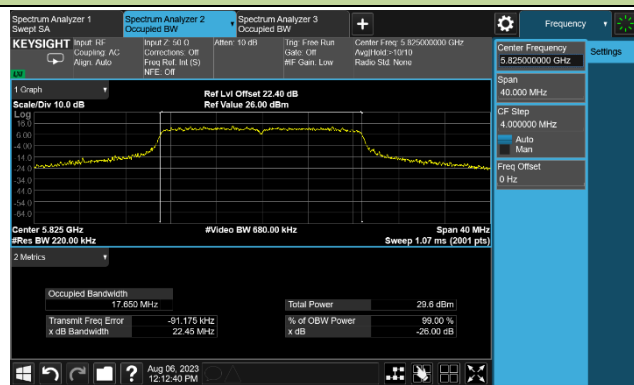 Spectrum Analyzer 1
Swept SA
Spectrum Analyzer 2
Occupied BW
Spectrum Analyzer 3
Occupied BW
Frequency
KEYSIGHT
Input: RF
Coupling: AC
Align: Auto
Input Z: 50 Ω
Corrections: Off
Freq Ref: Int (S)
NFE: Off
Atten: 10 dB
Trig: Free Run
Gate: Off
#IF Gain: Low
Center Freq: 5.825000000 GHz
Avg|Hold:>10/10
Radio Std: None
Center Frequency
5.825000000 GHz
Settings
Span
40.000 MHz
CF Step
4.000000 MHz
Auto
Man
Freq Offset
0 Hz
1 Graph
Scale/Div 10.0 dB
Ref Lvl Offset 22.40 dB
Ref Value 26.00 dBm
Log
16.0
6.00
-4.00
-14.0
-24.0
-34.0
-44.0
-54.0
-64.0
Center 5.825 GHz
#Res BW 220.00 kHz
#Video BW 680.00 kHz
Span 40 MHz
Sweep 1.07 ms (2001 pts)
2 Metrics
Occupied Bandwidth
17.650 MHz
Total Power 29.6 dBm
Transmit Freq Error -91.175 kHz
% of OBW Power 99.00 %
x dB Bandwidth 22.45 MHz
x dB -26.00 dB
Aug 06, 2023
12:12:40 PM